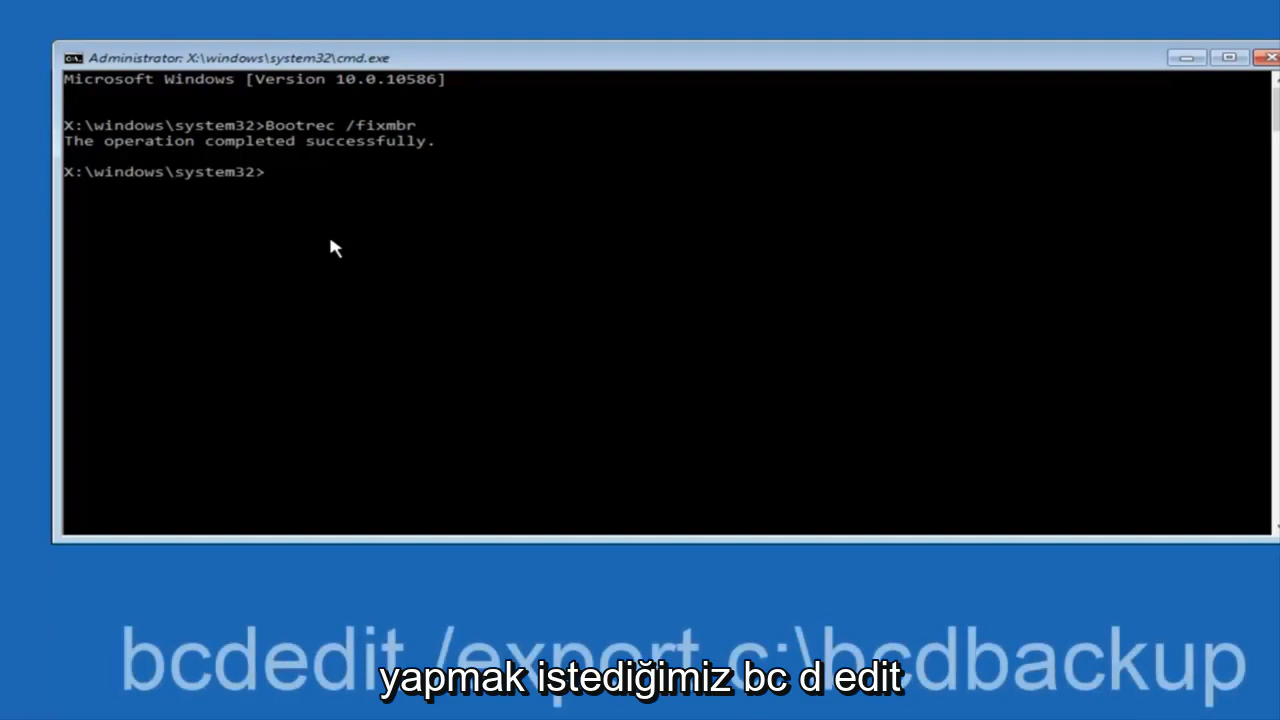 Administrator: X:\windows\system32\cmd.exe
Microsoft Windows [Version 10.0.10586]
X:\windows\system32>Bootrec /fixmbr
The operation completed successfully.
X:\windows\system32>
bcdedit /export c:\bcdbackup
yapmak istediğimiz bc d edit